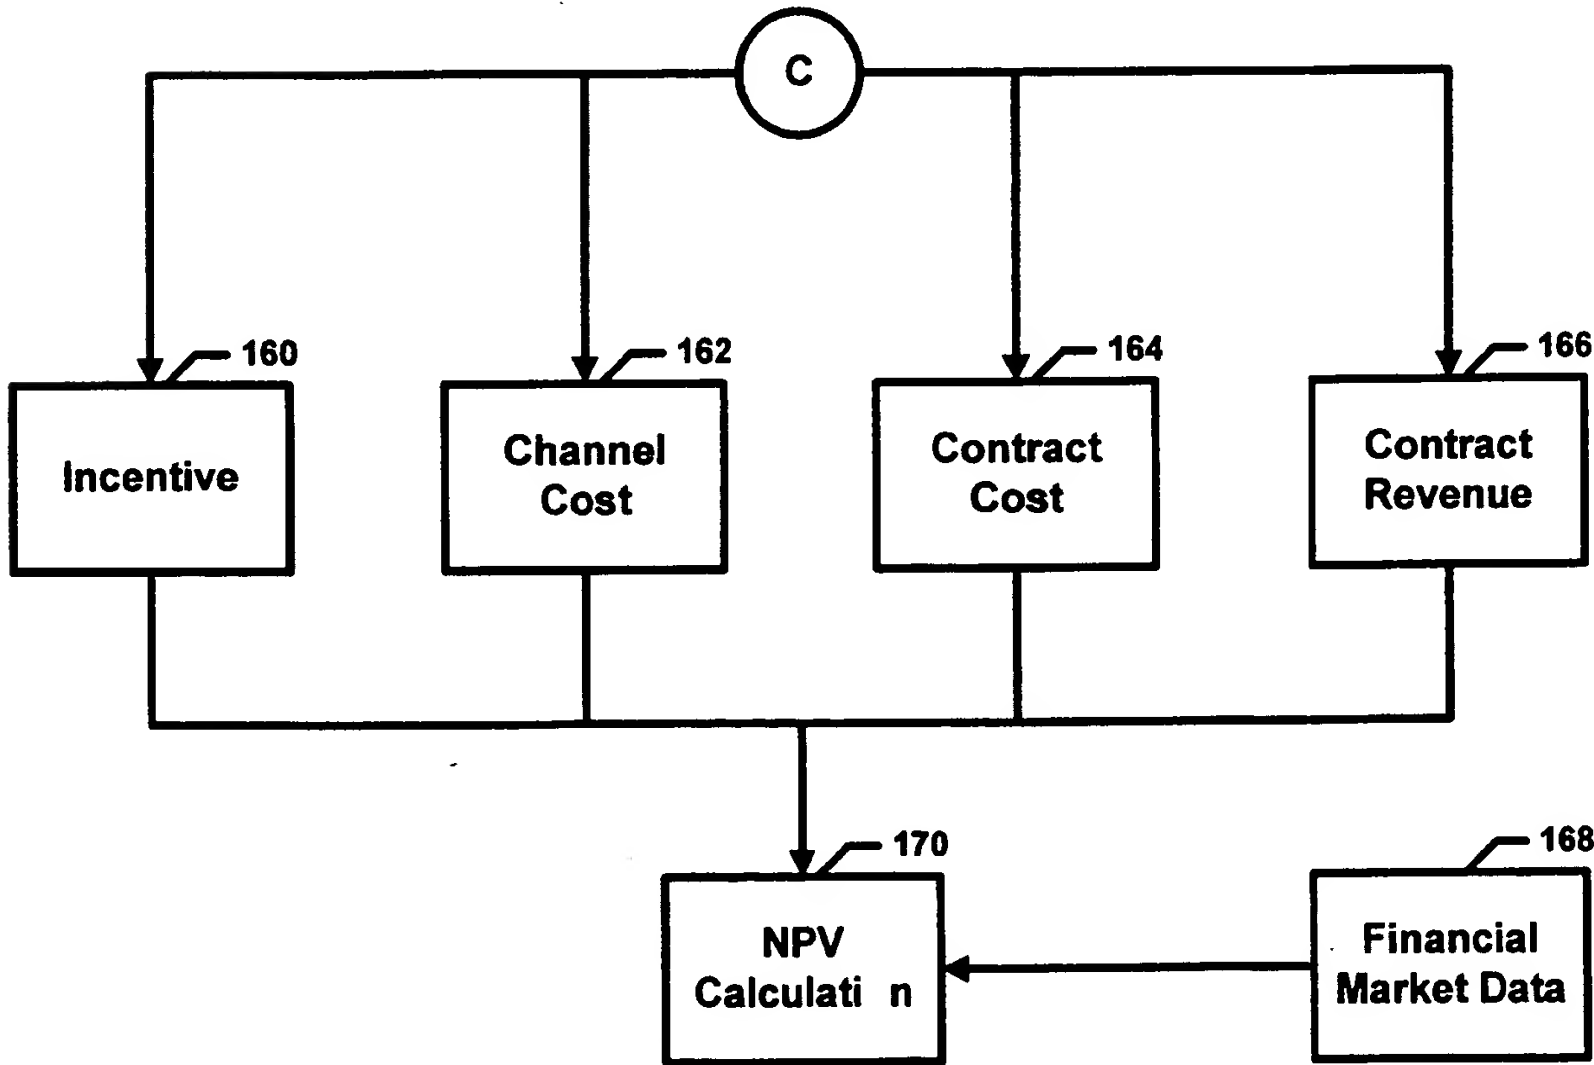 C
160
162
164
166
Incentive
Channel
Cost
Contract
Cost
Contract
Revenue
170
168
NPV
Calculati n
Financial
Market Data